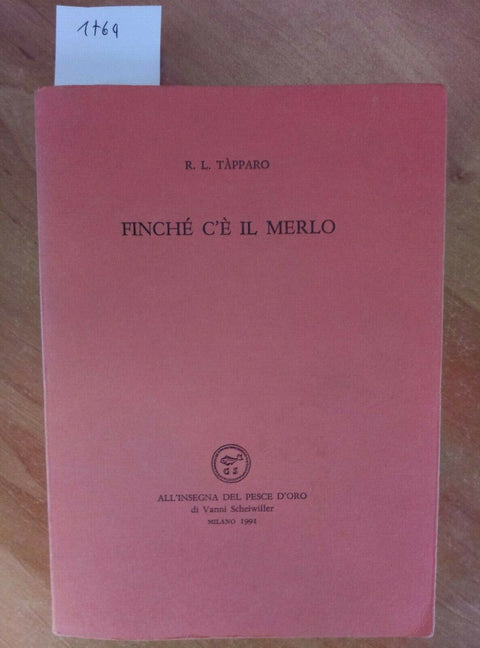 1769
R. L. TÀPPARO
FINCHÉ C'È IL MERLO
G S
ALL'INSEGNA DEL PESCE D'ORO
di Vanni Scheiwiller
MILANO 1991